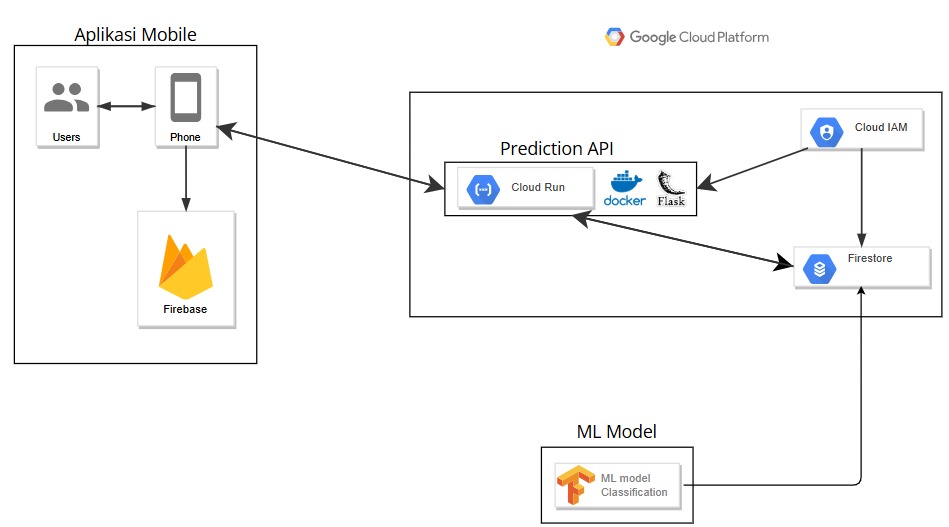 Aplikasi Mobile
Google Cloud Platform
Users
Phone
Firebase
Prediction API
Cloud Run
docker
Flask
Cloud IAM
Firestore
ML Model
ML model
Classification